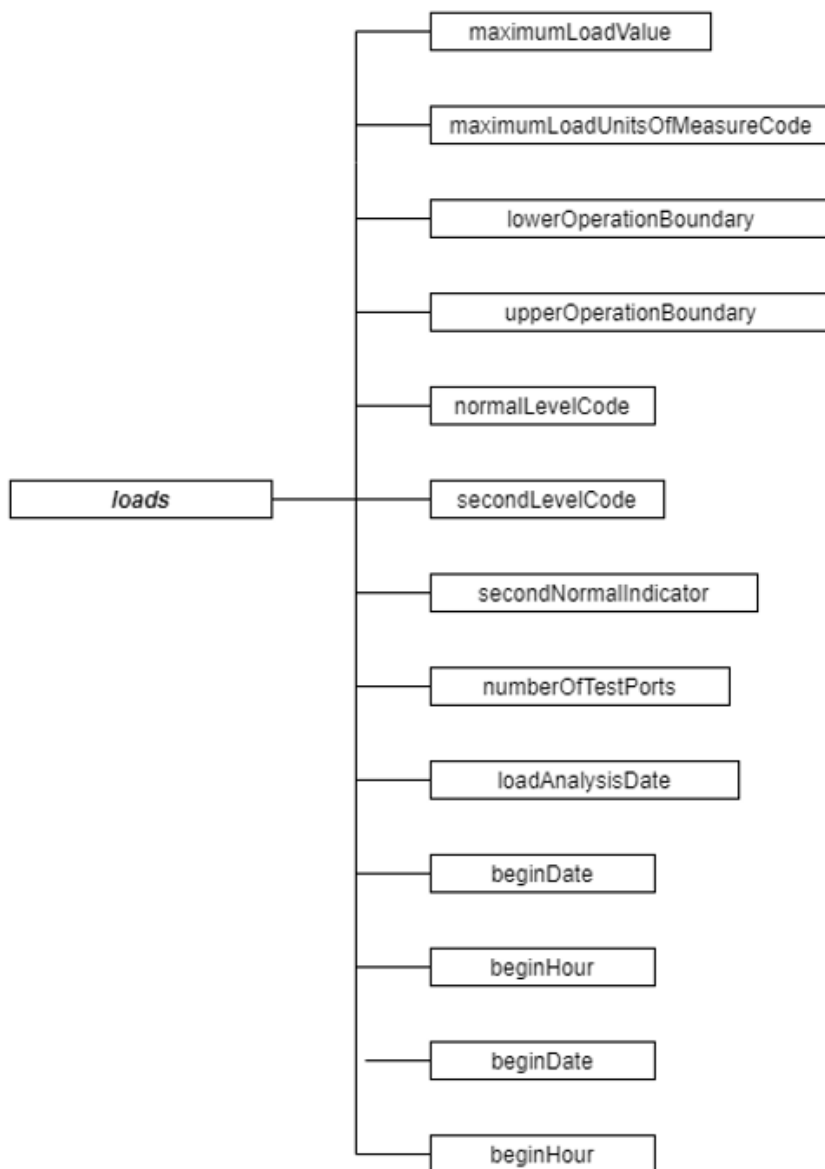 maximumLoadValue
maximumLoadUnitsOfMeasureCode
lowerOperationBoundary
upperOperationBoundary
normalLevelCode
loads
secondLevelCode
secondNormalIndicator
numberOfTestPorts
loadAnalysisDate
beginDate
beginHour
beginDate
beginHour